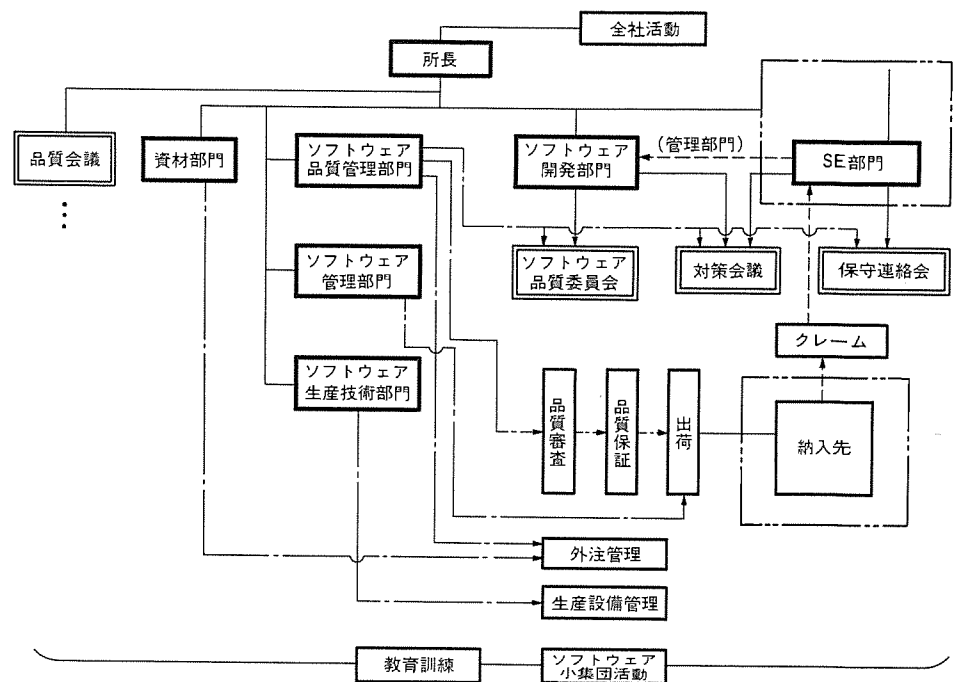 全社活動
所長
品質会議
資材部門
ソフトウェア
品質管理部門
ソフトウェア
開発部門
(管理部門)
SE部門
ソフトウェア
管理部門
ソフトウェア
品質委員会
対策会議
保守連絡会
クレーム
ソフトウェア
生産技術部門
品質審査
品質保証
出荷
納入先
外注管理
生産設備管理
教育訓練
ソフトウェア
小集団活動